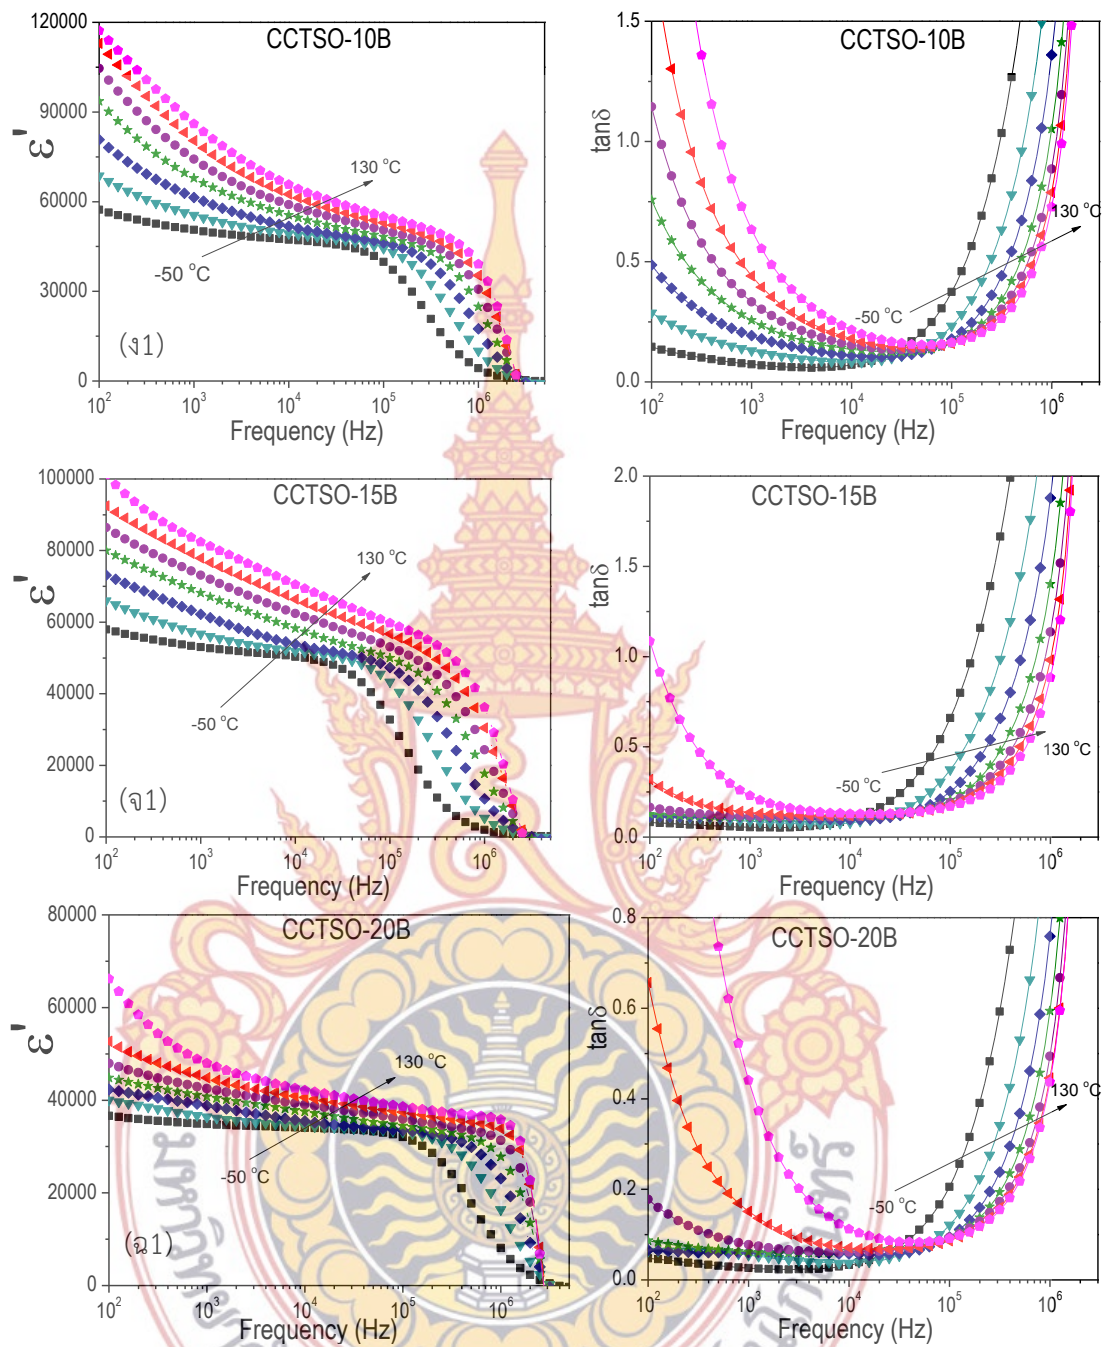 CCTSO-10B
120000
90000
60000
30000
0
ε'
130 °C
-50 °C
(ง1)
10² 10³ 10⁴ 10⁵ 10⁶
Frequency (Hz)
CCTSO-10B
1.5
1.0
0.5
0.0
tanδ
130 °C
-50 °C
10² 10³ 10⁴ 10⁵ 10⁶
Frequency (Hz)
CCTSO-15B
100000
80000
60000
40000
20000
0
ε'
130 °C
-50 °C
(จ1)
10² 10³ 10⁴ 10⁵ 10⁶
Frequency (Hz)
CCTSO-15B
2.0
1.5
1.0
0.5
0.0
tanδ
130 °C
-50 °C
10² 10³ 10⁴ 10⁵ 10⁶
Frequency (Hz)
CCTSO-20B
80000
60000
40000
20000
0
ε'
130 °C
-50 °C
(ฉ1)
10² 10³ 10⁴ 10⁵ 10⁶
Frequency (Hz)
CCTSO-20B
0.8
0.6
0.4
0.2
0.0
tanδ
130 °C
-50 °C
10² 10³ 10⁴ 10⁵ 10⁶
Frequency (Hz)